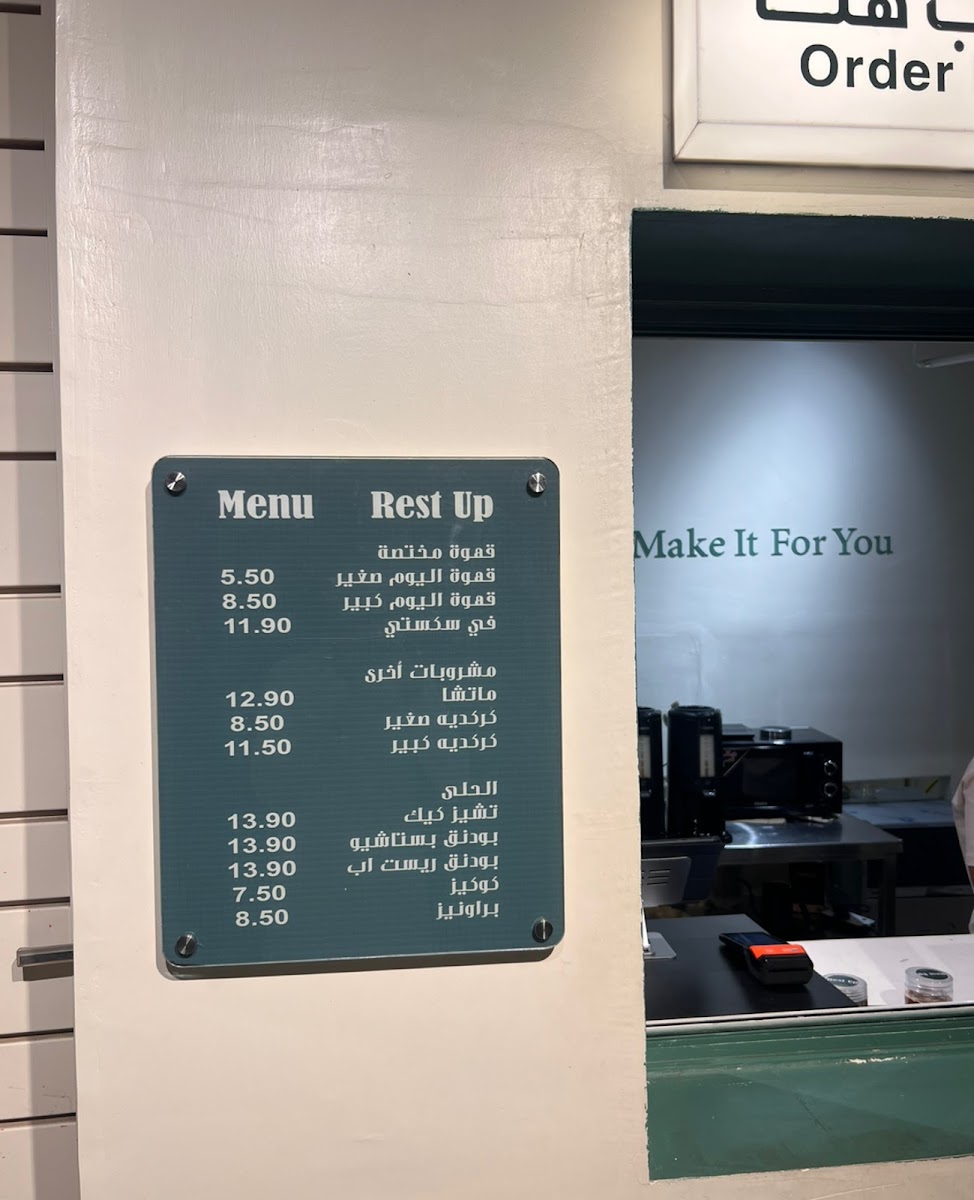 Order
Make It For You
Menu Rest Up
قهوة مختصة
قهوة اليوم صغير 5.50
قهوة اليوم كبير 8.50
في سكستي 11.90
مشروبات أخرى
ماتشا 12.90
كركديه صغير 8.50
كركديه كبير 11.50
الحلى
تشيز كيك 13.90
بودنق بستاشيو 13.90
بودنق ريست اب 13.90
كوكيز 7.50
براونيز 8.50